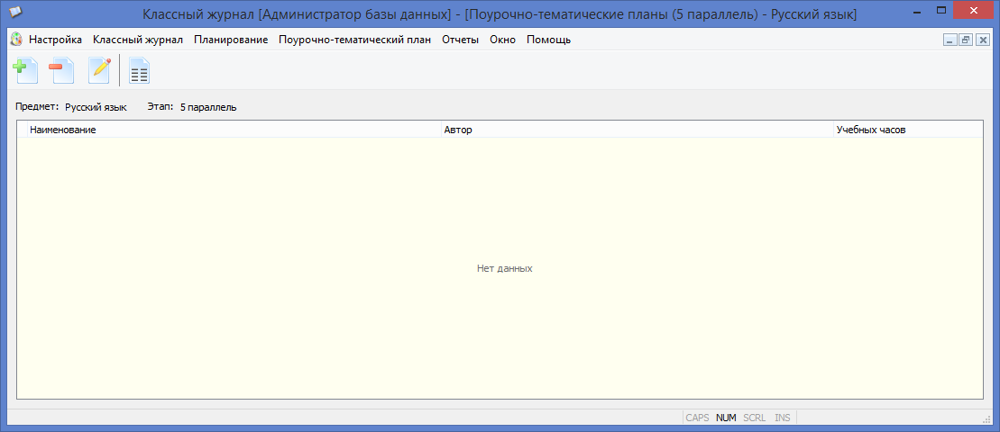 Классный журнал [Администратор базы данных] - [Поурочно-тематические планы (5 параллель) - Русский язык]
Настройка Классный журнал Планирование Поурочно-тематический план Отчеты Окно Помощь
Предмет: Русский язык Этап: 5 параллель
Наименование Автор Учебных часов
Нет данных
CAPS NUM SCRL INS